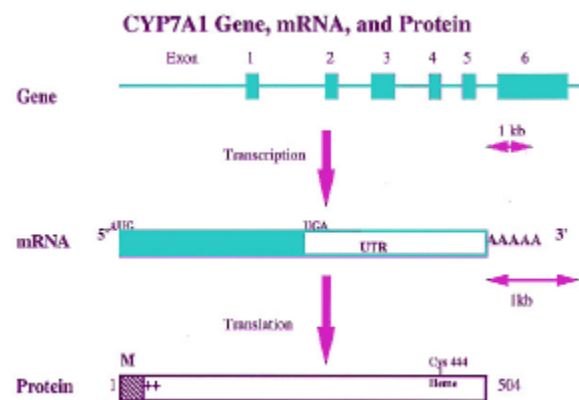 CYP7A1 Gene, mRNA, and Protein
Exon 1 2 3 4 5 6
Gene
1 kb
Transcription
5' AUG UGA AAAAA 3'
mRNA UTR
1kb
Translation
M Cys 444
Protein 1 ++ Heme 504